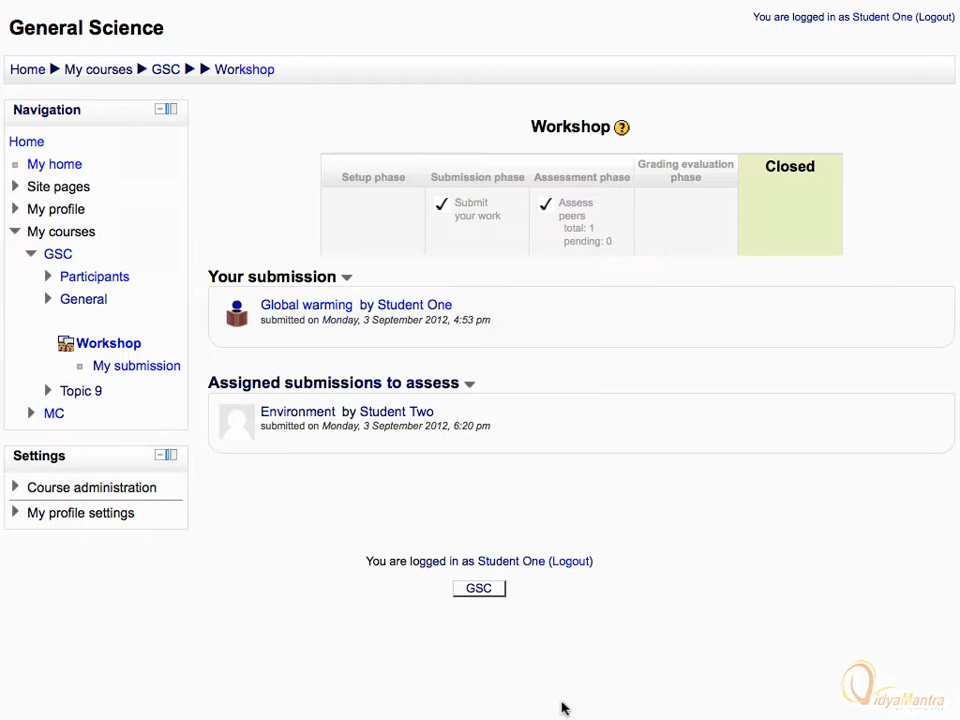 General Science
You are logged in as Student One (Logout)
Home ▶ My courses ▶ GSC ▶ ▶ Workshop
Navigation
Home
My home
Site pages
My profile
My courses
GSC
Participants
General
Workshop
My submission
Topic 9
MC
Settings
Course administration
My profile settings
Workshop
Setup phase
Submission phase
Assessment phase
Grading evaluation
phase
Closed
✓ Submit
your work
✓ Assess
peers
total: 1
pending: 0
Your submission
Global warming by Student One
submitted on Monday, 3 September 2012, 4:53 pm
Assigned submissions to assess
Environment by Student Two
submitted on Monday, 3 September 2012, 6:20 pm
You are logged in as Student One (Logout)
GSC
VidyaMantra